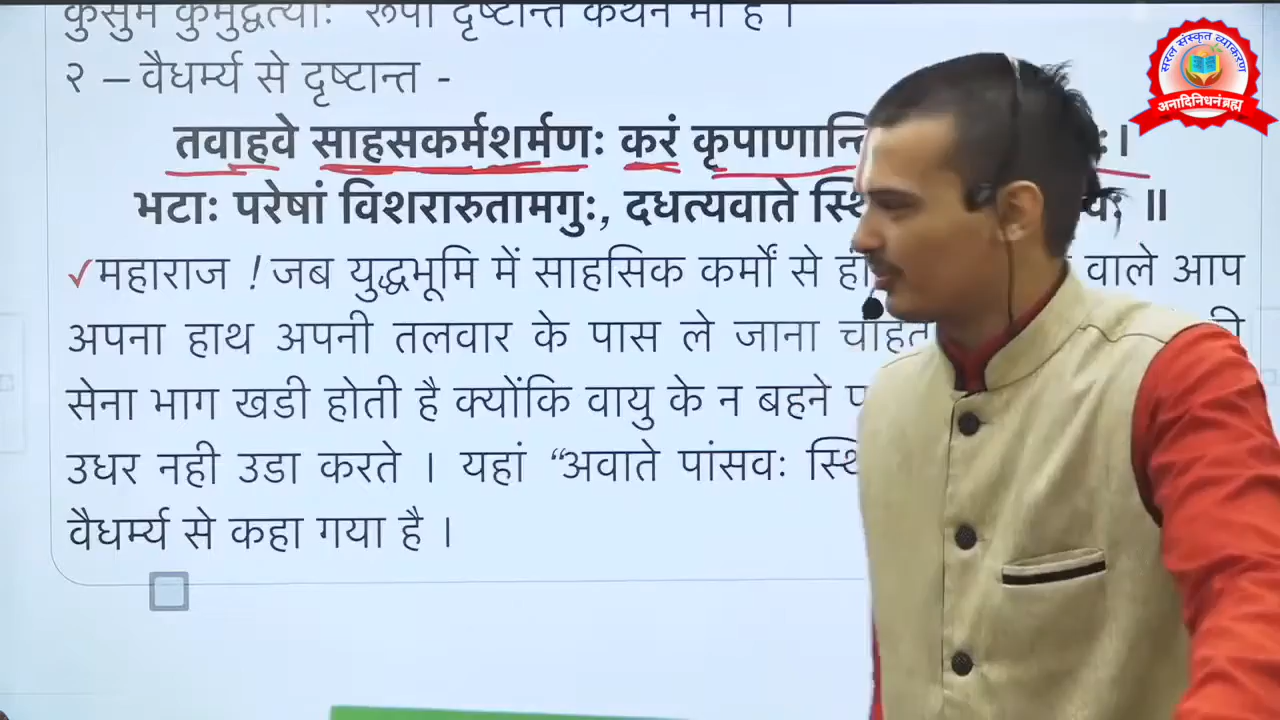 कुसुमं कुमुद्वत्याः रूपी दृष्टान्त कथन भी है ।
२ – वैधर्म्य से दृष्टान्त -
तवाहवे साहसकर्मशर्मणः करं
भटाः परेषां विशरारुतामगुः, दधत्यवाते ॥
महाराज ! जब युद्धभूमि में साहसिक कर्मों से वाले आप
अपना हाथ अपनी तलवार के पास ले जाना
सेना भाग खडी होती है क्योंकि वायु के न बहने
उधर नही उडा करते । यहां “अवाते पांसवः
वैधर्म्य से कहा गया है ।
सरल संस्कृत व्याकरण
अनादिनिधनं ब्रह्म